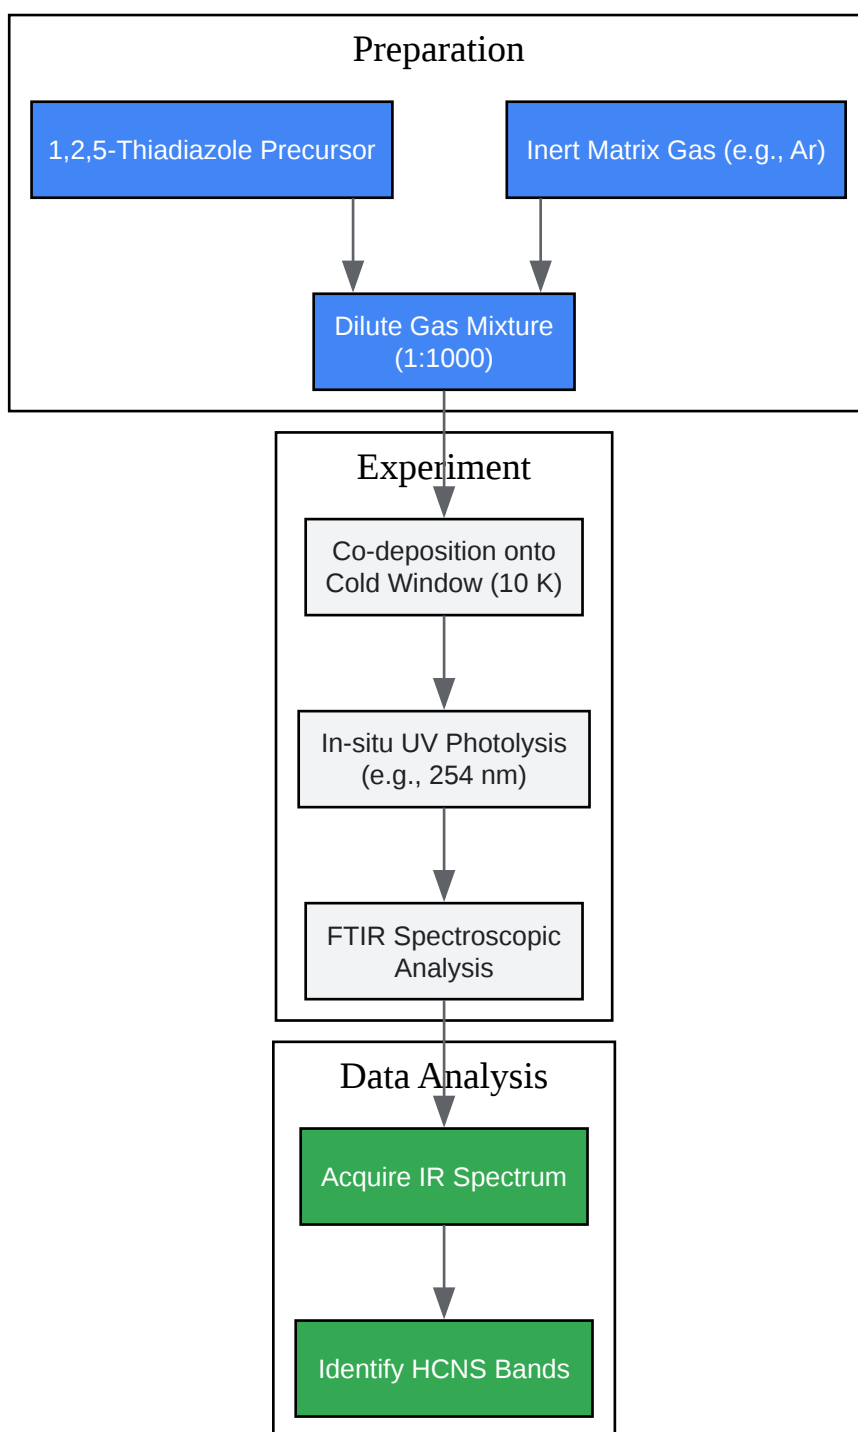 Preparation
1,2,5-Thiadiazole Precursor
Inert Matrix Gas (e.g., Ar)
Dilute Gas Mixture
(1:1000)
Experiment
Co-deposition onto
Cold Window (10 K)
In-situ UV Photolysis
(e.g., 254 nm)
FTIR Spectroscopic
Analysis
Data Analysis
Acquire IR Spectrum
Identify HCNS Bands